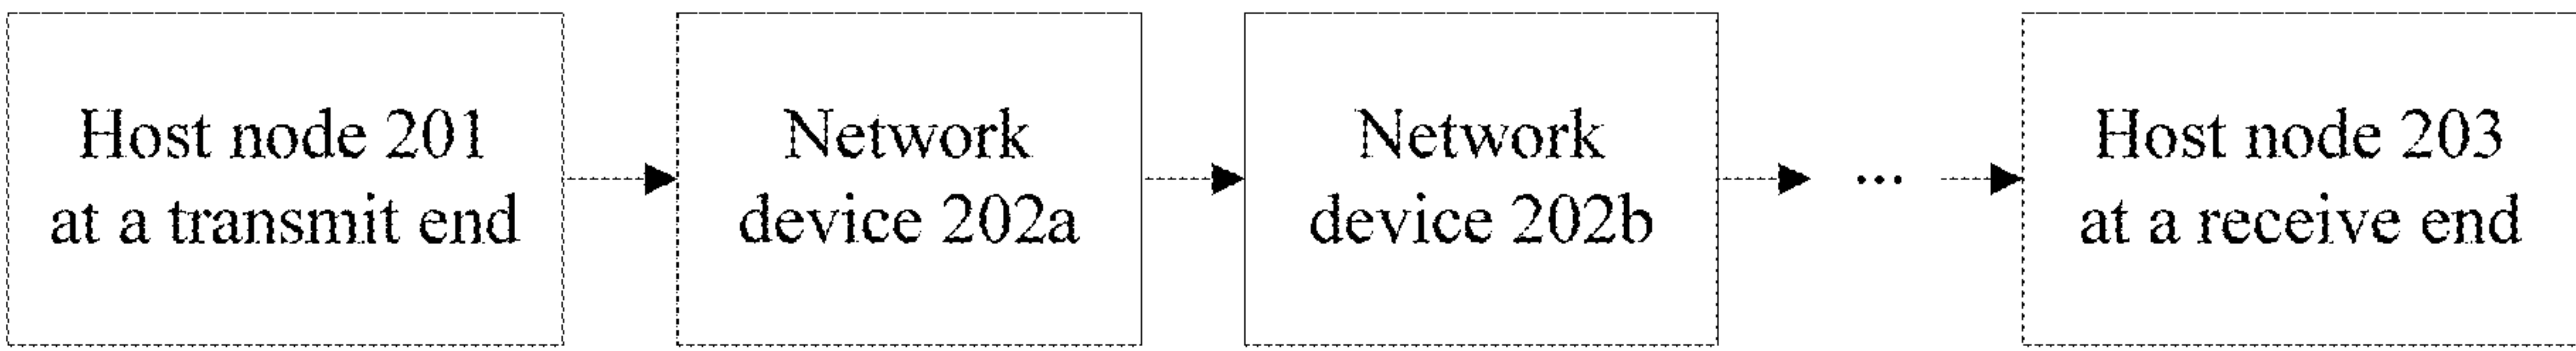 Host node 201
at a transmit end
Network
device 202a
Network
device 202b
...
Host node 203
at a receive end